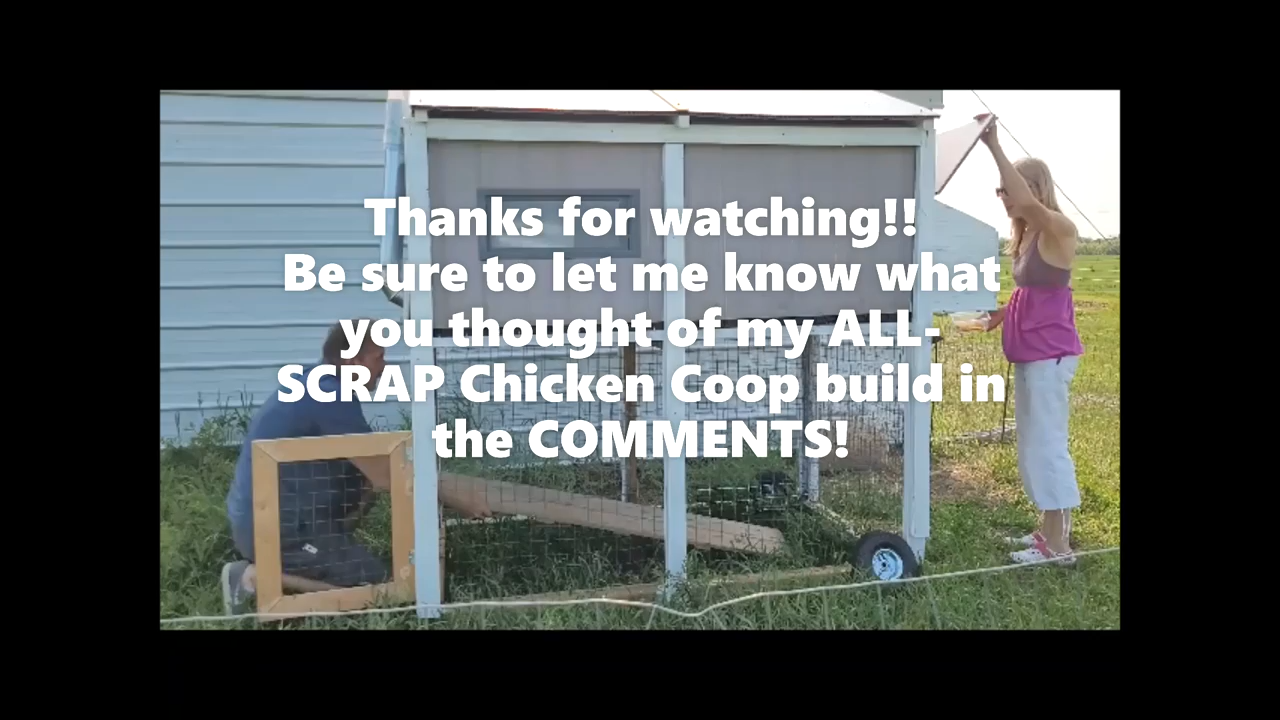 Thanks for watching!!
Be sure to let me know what
you thought of my ALL-
SCRAP Chicken Coop build in
the COMMENTS!